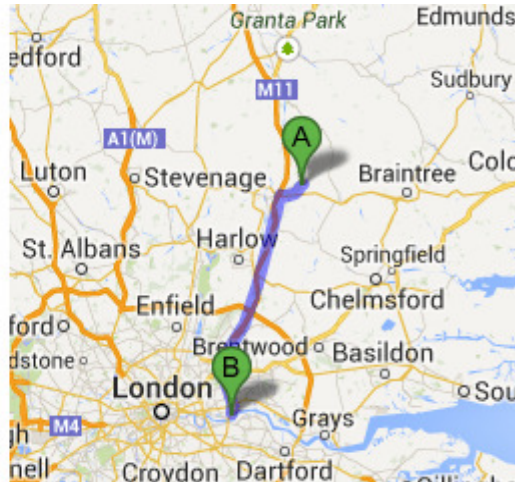 Granta Park
Edmunds
edford
M11
Sudbury
A1(M)
A
Colc
Luton
Stevenage
Braintree
Harlow
St. Albans
Springfield
Chelmsford
Enfield
ford
dstone
Brentwood
B
Basildon
London
Sou
M4
Grays
gh
nell
Croydon
Dartford